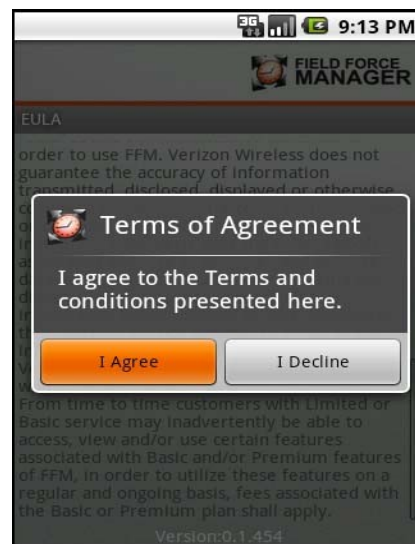 3G 9:13 PM
FIELD FORCE
MANAGER
EULA
order to use FFM. Verizon Wireless does not
guarantee the accuracy of information
transmitted, disclosed, displayed or otherwise
Terms of Agreement
I agree to the Terms and
conditions presented here.
I Agree I Decline
From time to time customers with Limited or
Basic service may inadvertently be able to
access, view and/or use certain features
associated with Basic and/or Premium features
of FFM, in order to utilize these features on a
regular and ongoing basis, fees associated with
the Basic or Premium plan shall apply.
Version:0.1.454